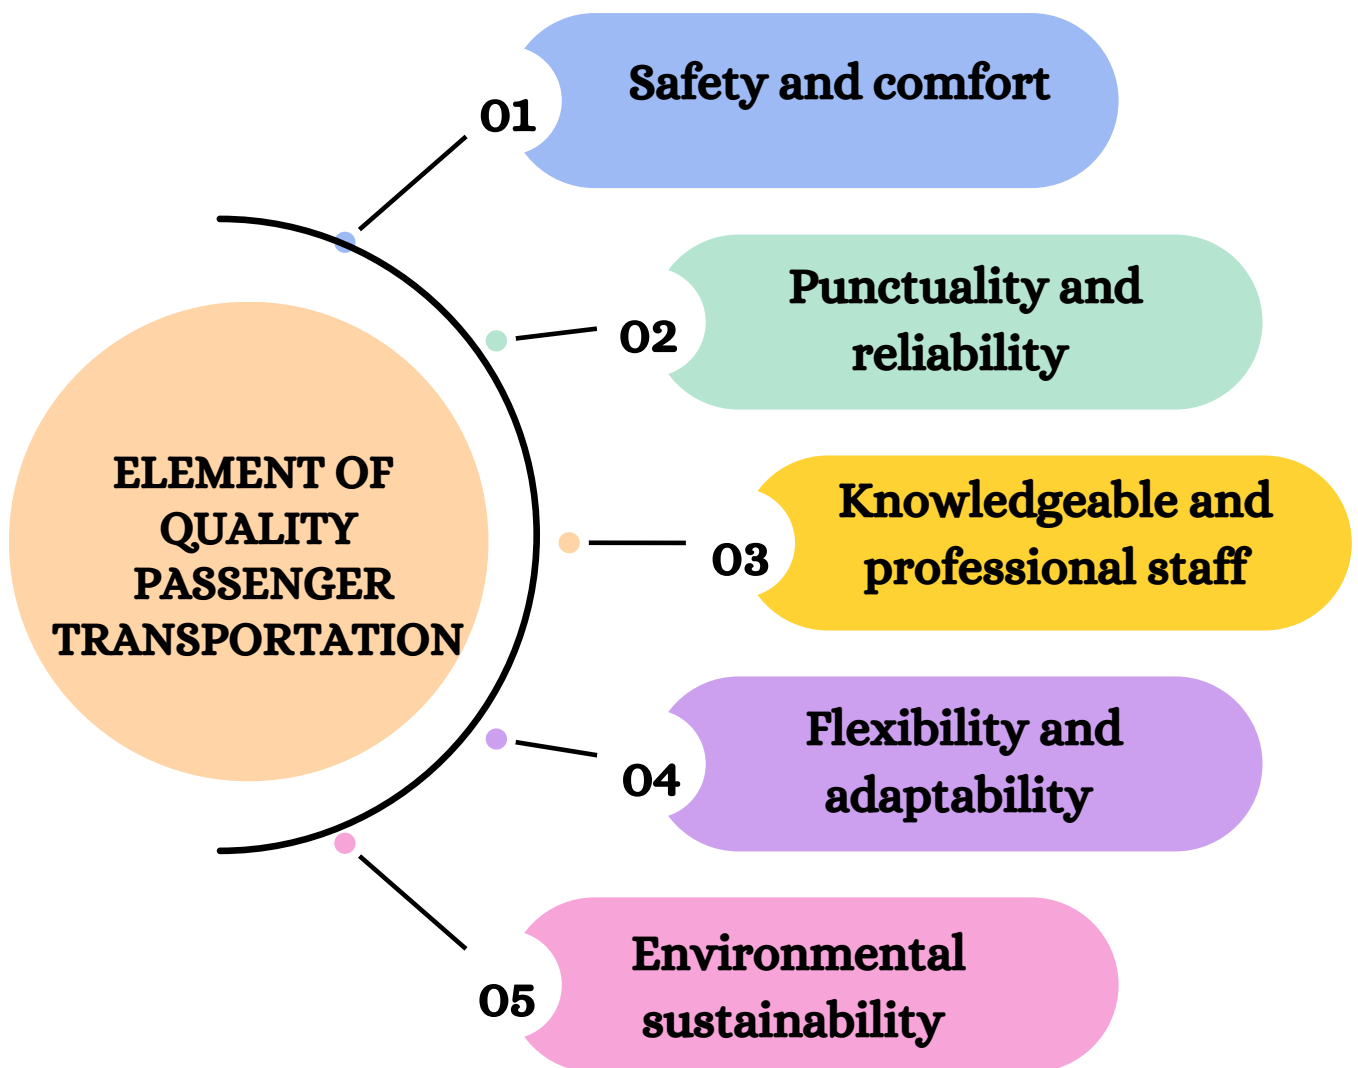 ELEMENT OF
QUALITY
PASSENGER
TRANSPORTATION
01
Safety and comfort
02
Punctuality and
reliability
03
Knowledgeable and
professional staff
04
Flexibility and
adaptability
05
Environmental
sustainability